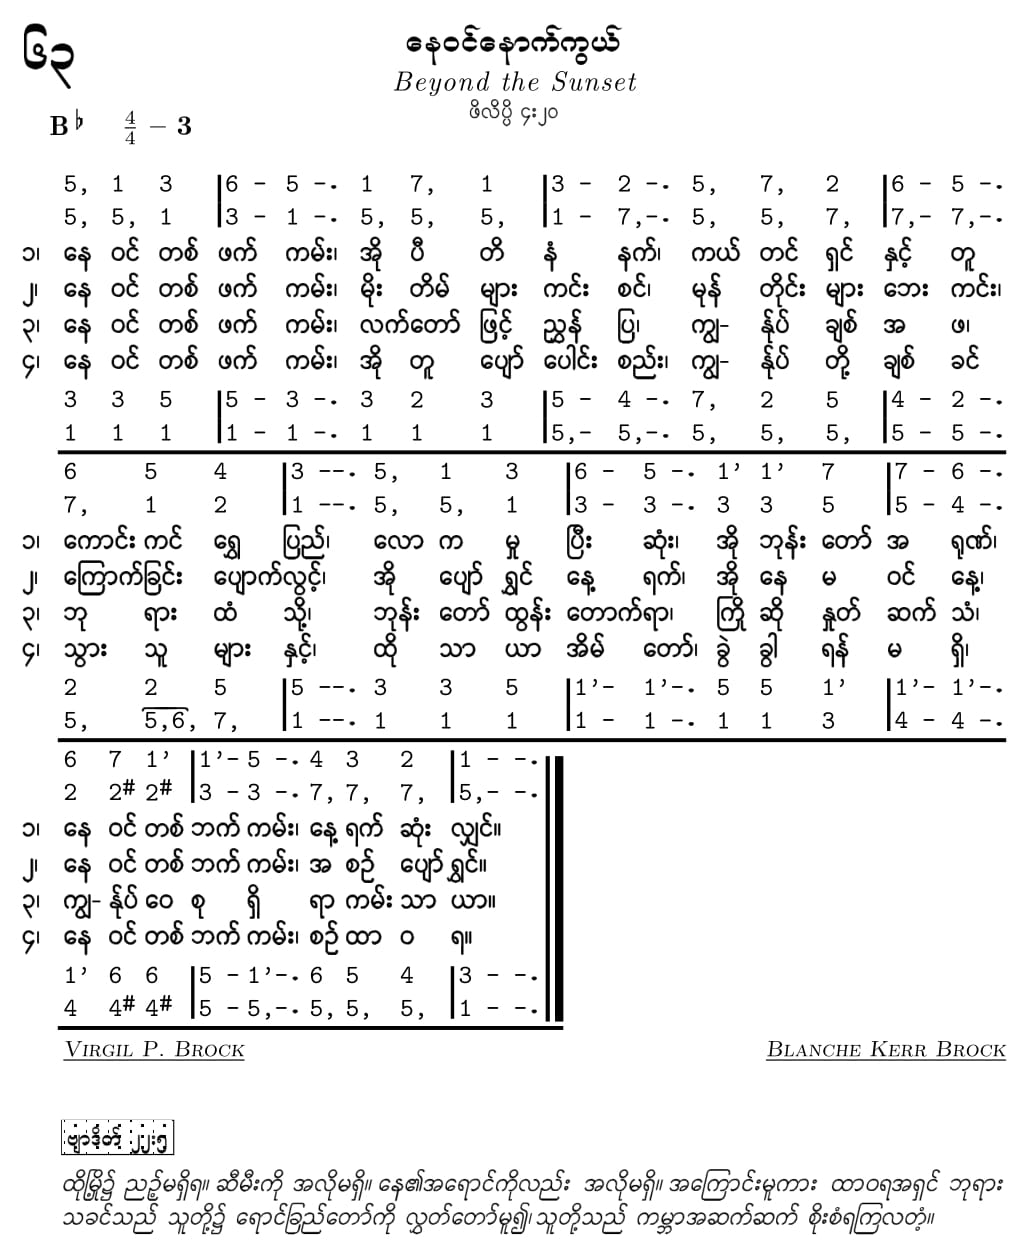 ၆၃
နေဝင်နောက်ကွယ်
Beyond the Sunset
ဖိလိပ္ပိ ၄း၂၀
B♭ 4/4 – 3
5, 1 3 |6 - 5 -. 1 7, 1 |3 - 2 -. 5, 7, 2 |6 - 5 -.
5, 5, 1 |3 - 1 -. 5, 5, 5, |1 - 7,-. 5, 5, 7, |7,- 7,-.
၁၊ နေ ဝင် တစ် ဖက် ကမ်း၊ အို ပီ တိ နံ နက်၊ ကယ် တင် ရှင် နှင့် တူ
၂၊ နေ ဝင် တစ် ဖက် ကမ်း၊ မိုး တိမ် များ ကင်း စင်၊ မုန် တိုင်း များ ဘေး ကင်း၊
၃၊ နေ ဝင် တစ် ဖက် ကမ်း၊ လက်တော် ဖြင့် ညွှန် ပြ၊ ကျွ- န်ုပ် ချစ် အ ဖ၊
၄၊ နေ ဝင် တစ် ဖက် ကမ်း၊ အို တူ ပျော် ပေါင်း စည်း၊ ကျွ- န်ုပ် တို့ ချစ် ခင်
3 3 5 |5 - 3 -. 3 2 3 |5 - 4 -. 7, 2 5 |4 - 2 -.
1 1 1 |1 - 1 -. 1 1 1 |5,- 5,-. 5, 5, 5, |5 - 5 -.
6 5 4 |3 --. 5, 1 3 |6 - 5 -. 1’ 1’ 7 |7 - 6 -.
7, 1 2 |1 --. 5, 5, 1 |3 - 3 -. 3 3 5 |5 - 4 -.
၁၊ ကောင်း ကင် ရွှေ ပြည်၊ လော က မှု ပြီး ဆုံး၊ အို ဘုန်း တော် အ ရုဏ်၊
၂၊ ကြောက်ခြင်း ပျောက်လွင့်၊ အို ပျော် ရွှင် နေ့ ရက်၊ အို နေ မ ဝင် နေ့၊
၃၊ ဘု ရား ထံ သို့၊ ဘုန်း တော် ထွန်း တောက်ရာ၊ ကြို ဆို နှုတ် ဆက် သံ၊
၄၊ သွား သူ များ နှင့်၊ ထို သာ ယာ အိမ် တော်၊ ခွဲ ခွါ ရန် မ ရှိ၊
2 2 5 |5 --. 3 3 5 |1’- 1’-. 5 5 1’ |1’- 1’-.
5, 5,6, 7, |1 --. 1 1 1 |1 - 1 -. 1 1 3 |4 - 4 -.
6 7 1’ |1’- 5 -. 4 3 2 |1 - -.
2 2# 2# |3 - 3 -. 7, 7, 7, |5,- -.
၁၊ နေ ဝင် တစ် ဘက် ကမ်း၊ နေ့ ရက် ဆုံး လျှင်။
၂၊ နေ ဝင် တစ် ဘက် ကမ်း၊ အ စဉ် ပျော် ရွှင်။
၃၊ ကျွ- န်ုပ် ဝေ စု ရှိ ရာ ကမ်း သာ ယာ။
၄၊ နေ ဝင် တစ် ဘက် ကမ်း၊ စဉ် ထာ ဝ ရ။
1’ 6 6 |5 - 1’-. 6 5 4 |3 - -.
4 4# 4# |5 - 5,-. 5, 5, 5, |1 - -.
Virgil P. Brock Blanche Kerr Brock
ဗျာဒိတ် ၂၂း၅
ထိုမြို့၌ ညဉ့်မရှိရ။ ဆီမီးကို အလိုမရှိ။ နေ၏အရောင်ကိုလည်း အလိုမရှိ။ အကြောင်းမူကား ထာဝရအရှင် ဘုရား
သခင်သည် သူတို့၌ ရောင်ခြည်တော်ကို လွှတ်တော်မူ၍၊ သူတို့သည် ကမ္ဘာအဆက်ဆက် စိုးစံရကြလတံ့။